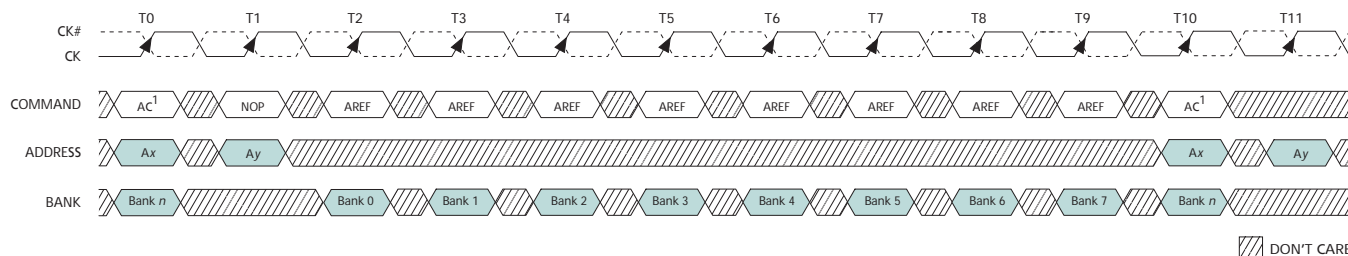 T0 T1 T2 T3 T4 T5 T6 T7 T8 T9 T10 T11
CK#
CK
COMMAND AC1 NOP AREF AREF AREF AREF AREF AREF AREF AREF AC1
ADDRESS Ax Ay Ax Ay
BANK Bank n Bank 0 Bank 1 Bank 2 Bank 3 Bank 4 Bank 5 Bank 6 Bank 7 Bank n
DON'T CARE